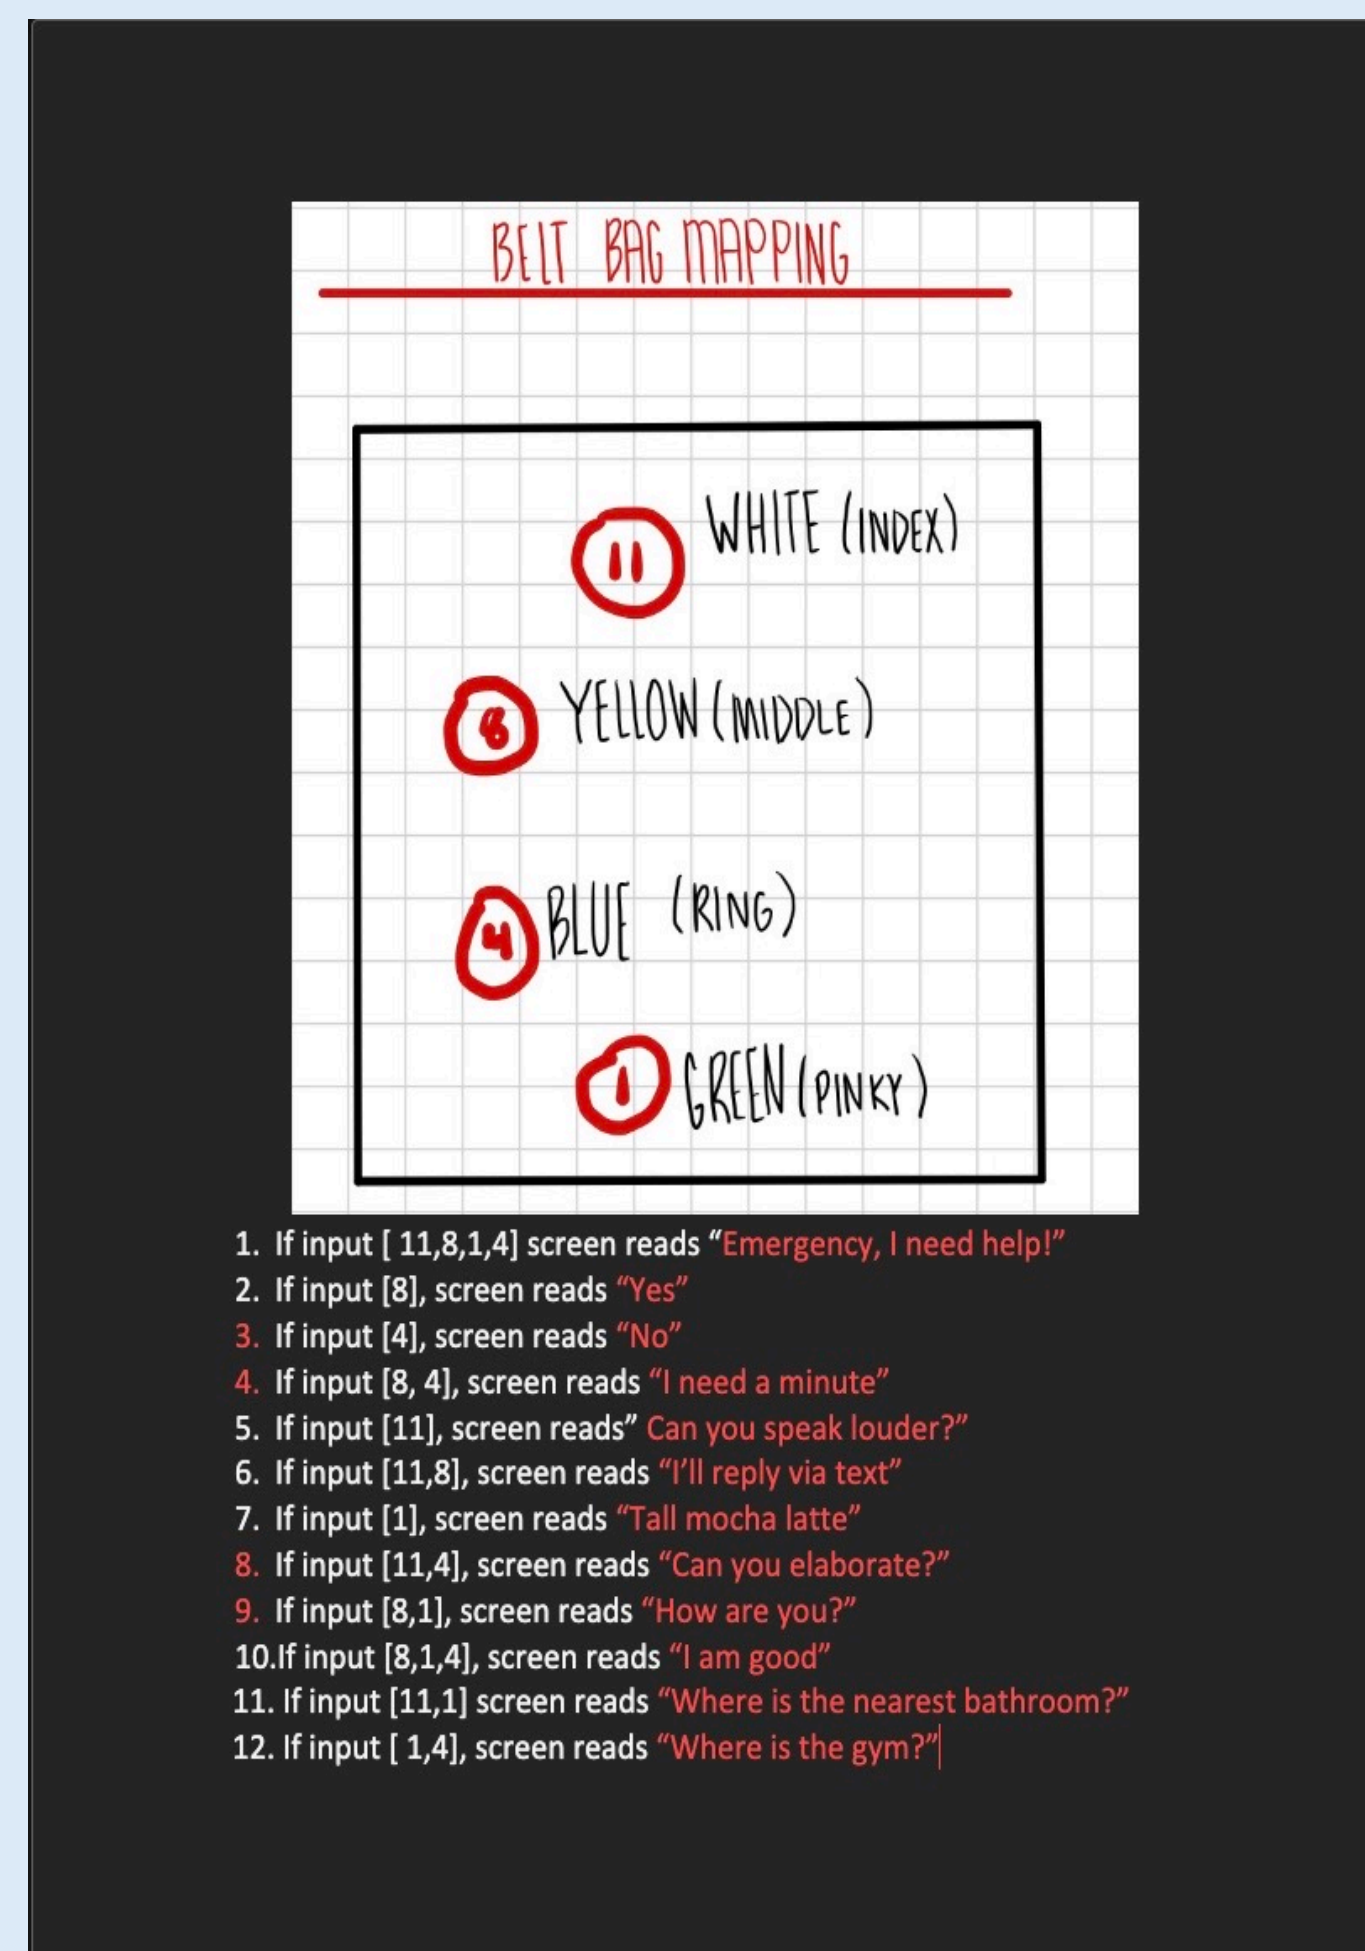 BELT BAG MAPPING
11 WHITE (INDEX)
8 YELLOW (MIDDLE)
4 BLUE (RING)
1 GREEN (PINKY)
1. If input [ 11,8,1,4] screen reads “Emergency, I need help!”
2. If input [8], screen reads “Yes”
3. If input [4], screen reads “No”
4. If input [8, 4], screen reads “I need a minute”
5. If input [11], screen reads” Can you speak louder?”
6. If input [11,8], screen reads “I’ll reply via text”
7. If input [1], screen reads “Tall mocha latte”
8. If input [11,4], screen reads “Can you elaborate?”
9. If input [8,1], screen reads “How are you?”
10.If input [8,1,4], screen reads “I am good”
11. If input [11,1] screen reads “Where is the nearest bathroom?”
12. If input [ 1,4], screen reads “Where is the gym?”